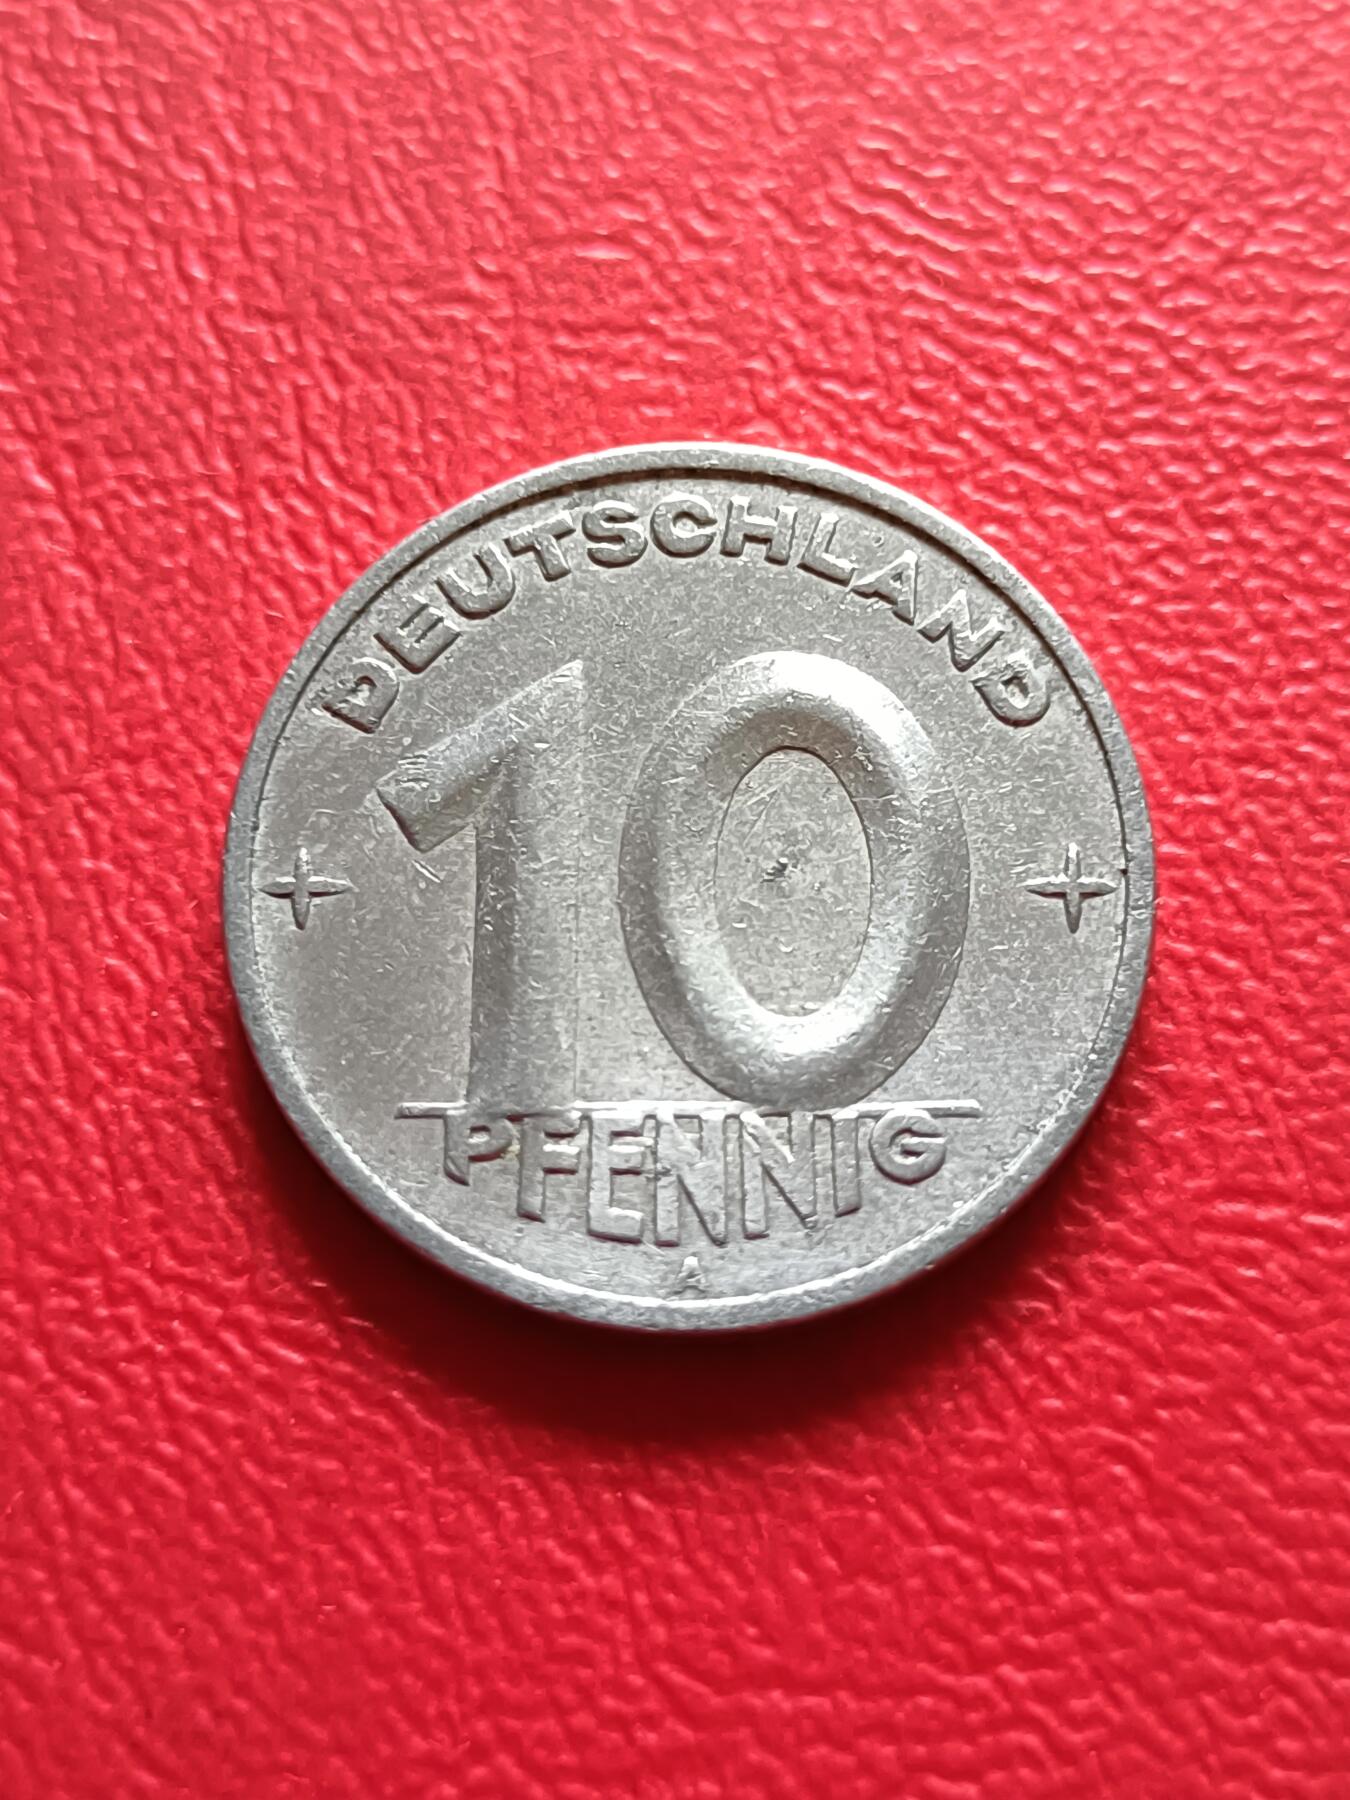 DEUTSCHLAND
10
PFENNIG
A